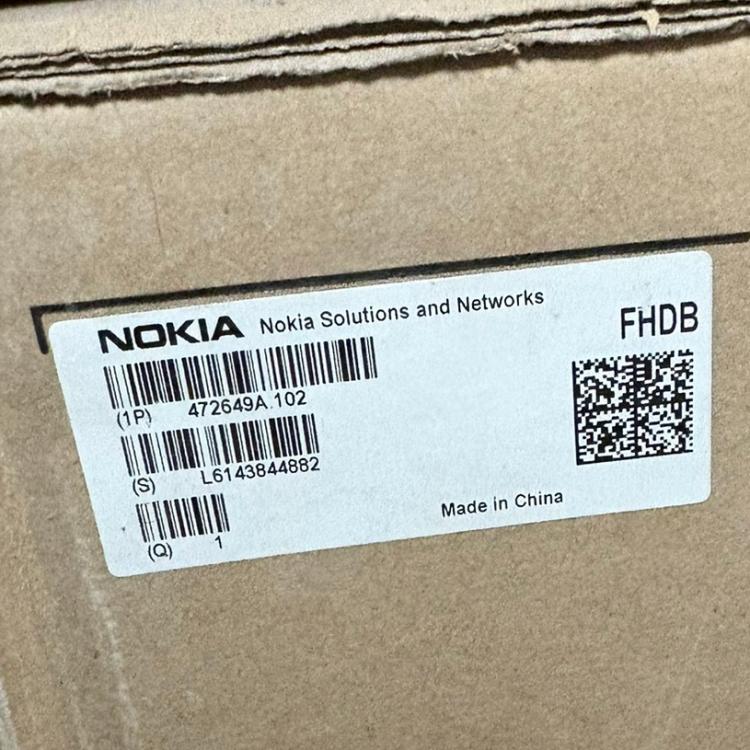 NOKIA Nokia Solutions and Networks
FHDB
(1P) 472649A.102
(S) L6143844882
(Q) 1
Made in China